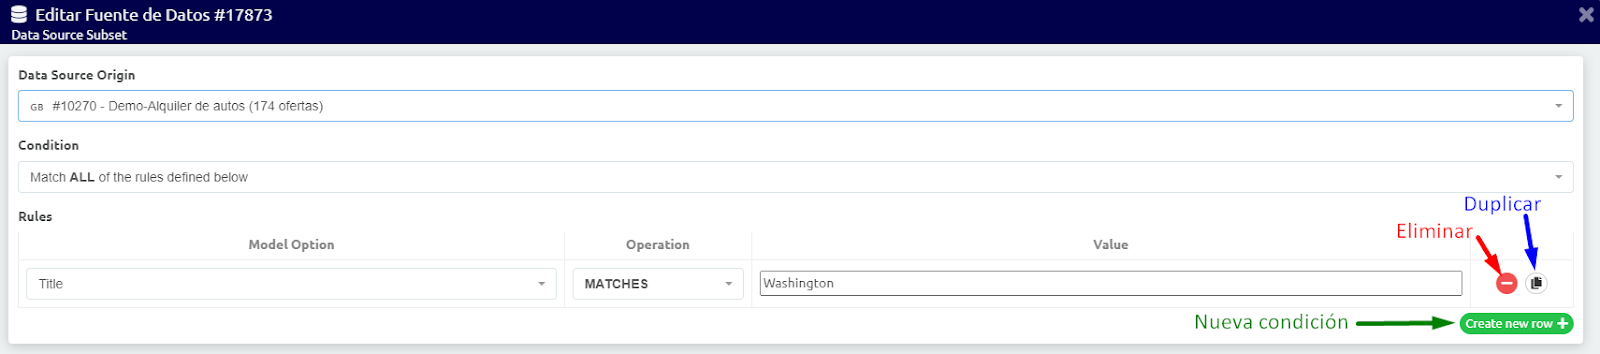 Editar Fuente de Datos #17873
Data Source Subset
Data Source Origin
GB #10270 - Demo-Alquiler de autos (174 ofertas)
Condition
Match ALL of the rules defined below
Rules
Duplicar
Eliminar
Model Option Operation Value
Title MATCHES Washington
Nueva condición Create new row